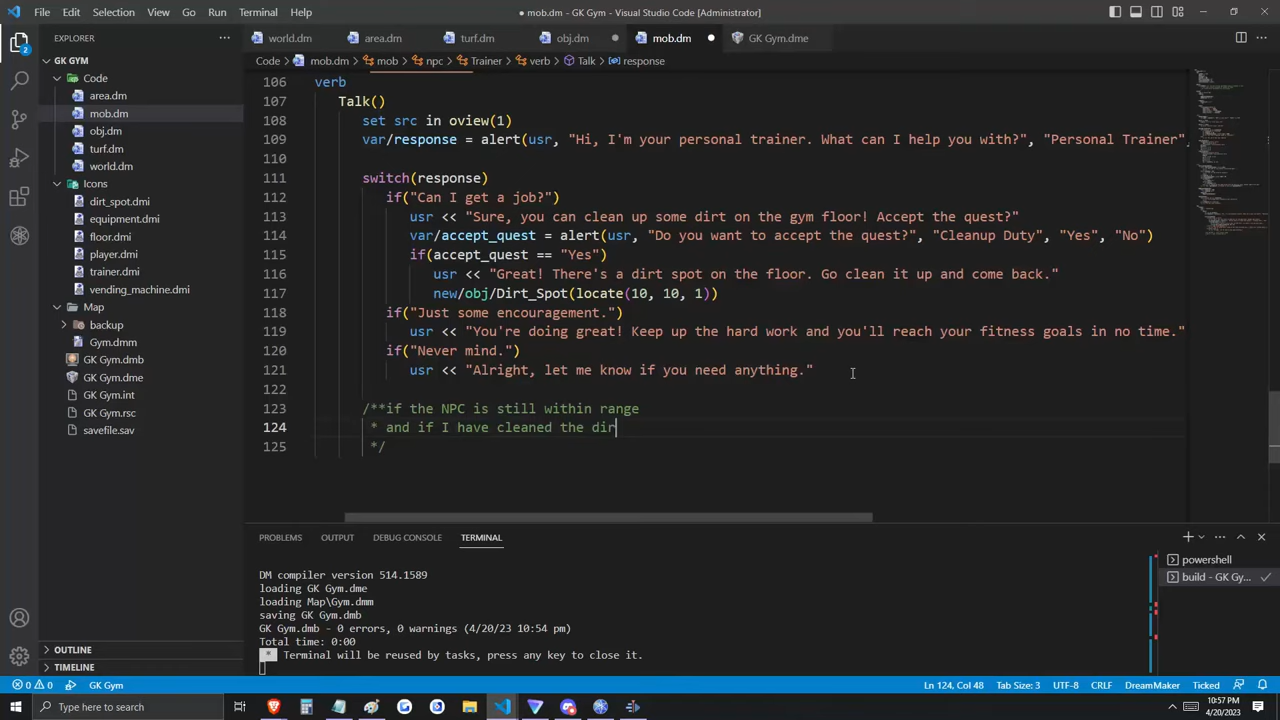 File Edit Selection View Go Run Terminal Help
● mob.dm - GK Gym - Visual Studio Code [Administrator]
EXPLORER
world.dm area.dm turf.dm obj.dm mob.dm GK Gym.dme
GK GYM
Code > mob.dm > mob > npc > Trainer > verb > Talk > response
Code
area.dm
mob.dm
obj.dm
turf.dm
world.dm
Icons
dirt_spot.dmi
equipment.dmi
floor.dmi
player.dmi
trainer.dmi
vending_machine.dmi
Map
backup
Gym.dmm
GK Gym.dmb
GK Gym.dme
GK Gym.int
GK Gym.rsc
savefile.sav
OUTLINE
TIMELINE
106 verb
107 Talk()
108 set src in oview(1)
109 var/response = alert(usr, "Hi, I'm your personal trainer. What can I help you with?", "Personal Trainer"
110
111 switch(response)
112 if("Can I get a job?")
113 usr << "Sure, you can clean up some dirt on the gym floor! Accept the quest?"
114 var/accept_quest = alert(usr, "Do you want to accept the quest?", "Cleanup Duty", "Yes", "No")
115 if(accept_quest == "Yes")
116 usr << "Great! There's a dirt spot on the floor. Go clean it up and come back."
117 new/obj/Dirt_Spot(locate(10, 10, 1))
118 if("Just some encouragement.")
119 usr << "You're doing great! Keep up the hard work and you'll reach your fitness goals in no time."
120 if("Never mind.")
121 usr << "Alright, let me know if you need anything."
122
123 /**if the NPC is still within range
124 * and if I have cleaned the dir
125 */
PROBLEMS OUTPUT DEBUG CONSOLE TERMINAL
DM compiler version 514.1589
loading GK Gym.dme
loading Map\Gym.dmm
saving GK Gym.dmb
GK Gym.dmb - 0 errors, 0 warnings (4/20/23 10:54 pm)
Total time: 0:00
* Terminal will be reused by tasks, press any key to close it.
powershell
build - GK Gy...
0 0 GK Gym
Ln 124, Col 48 Tab Size: 3 UTF-8 CRLF DreamMaker Ticked
Type here to search
10:57 PM
4/20/2023
2